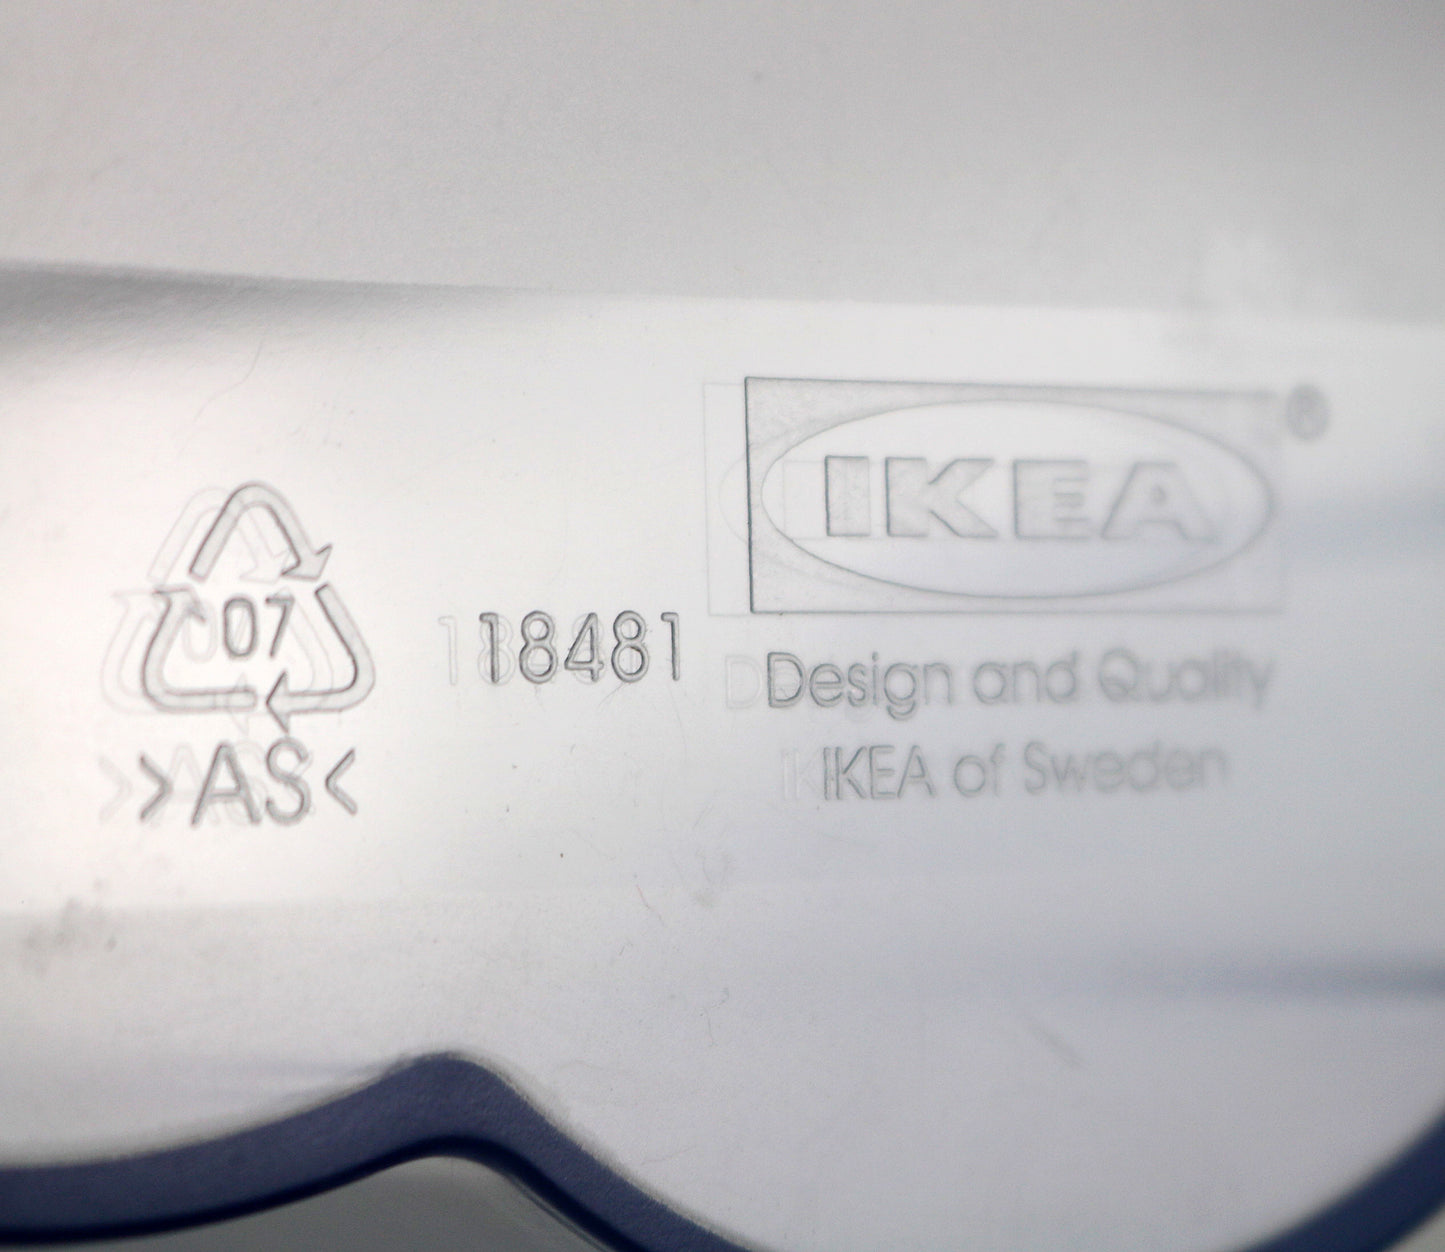 IKEA®
07
18481
Design and Quality
>AS<
IKEA of Sweden